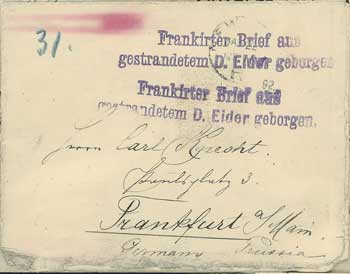 31.
Frankirter Brief aus
gestrandetem D. Eider geborgen
Frankirter Brief aus
gestrandetem D. Eider geborgen.
Herrn Carl Knecht.
3.
Frankfurt a/Main.
Germany Prussia